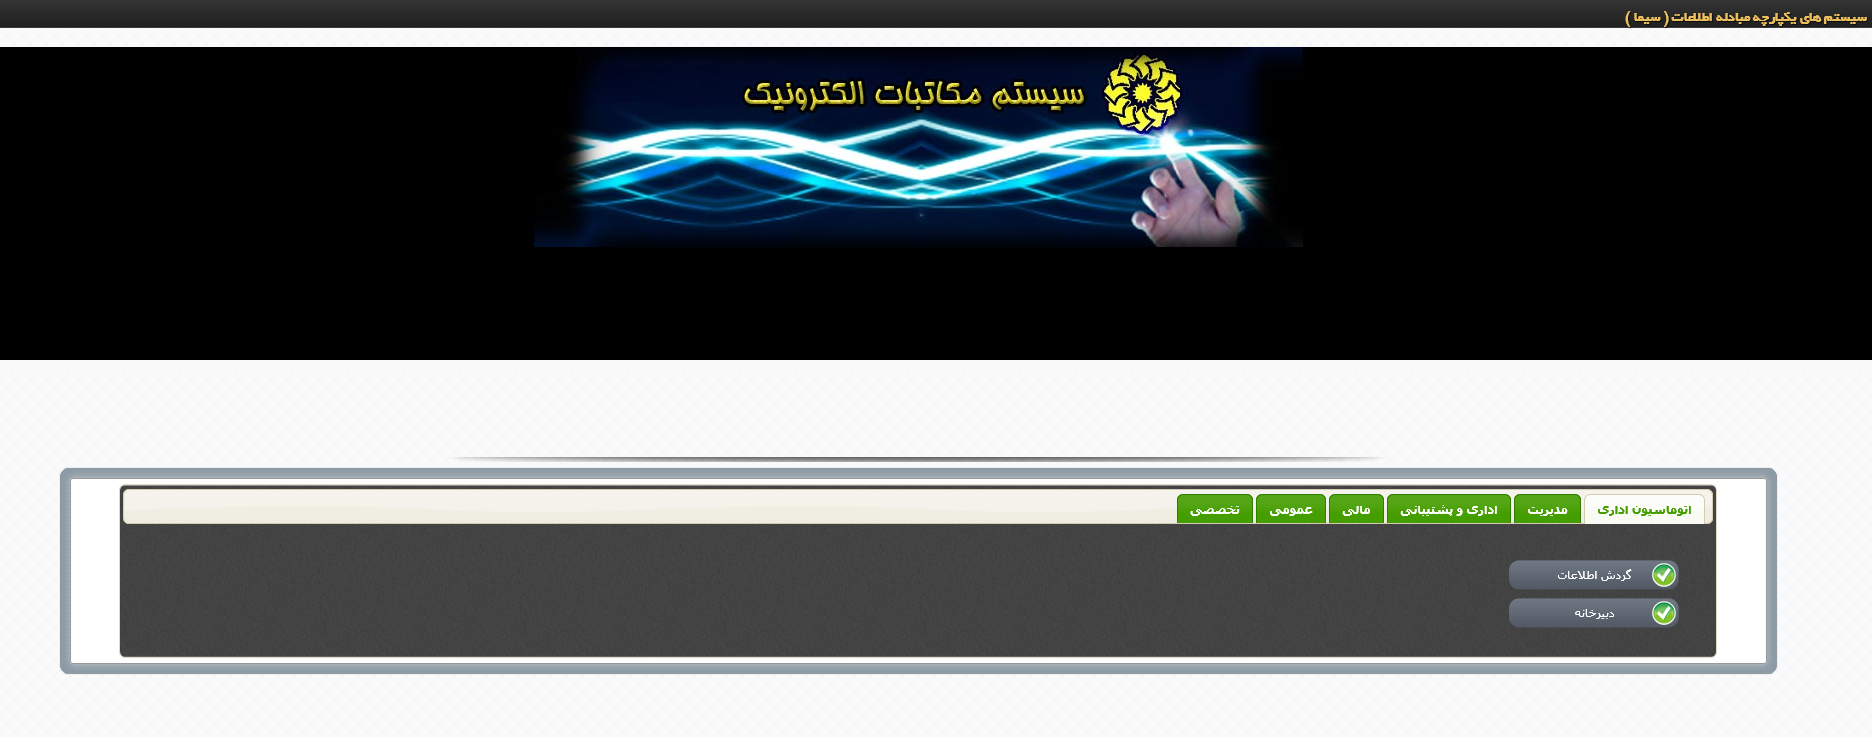 سیستم های یکپارچه مبادله اطلاعات ( سیما )
سیستم مکاتبات الکترونیک
اتوماسیون اداری مدیریت اداری و پشتیبانی مالی عمومی تخصصی
گردش اطلاعات
دبیرخانه